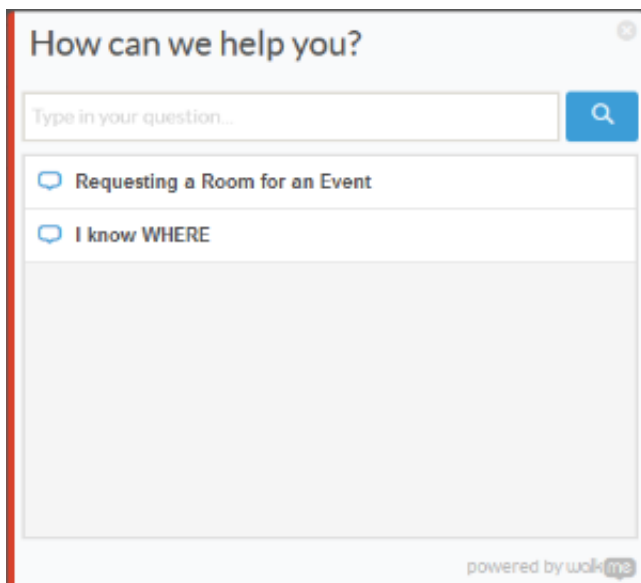 How can we help you?
Type in your question...
Requesting a Room for an Event
I know WHERE
powered by walkme